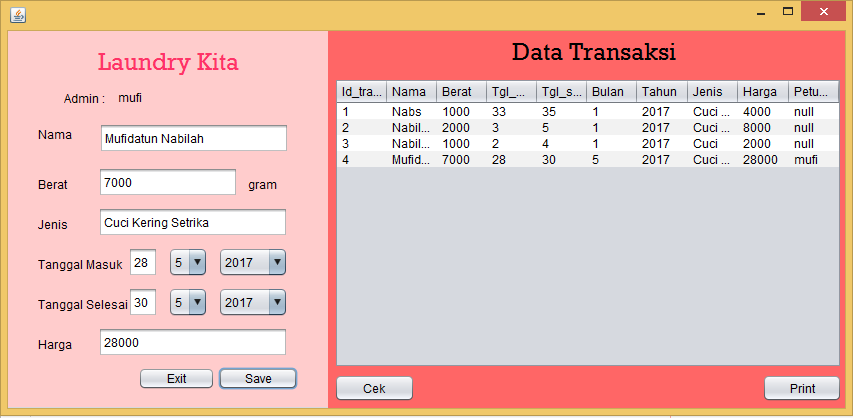 Laundry Kita
Admin : mufi
Nama Mufidatun Nabilah
Berat 7000 gram
Jenis Cuci Kering Setrika
Tanggal Masuk 28 5 2017
Tanggal Selesai 30 5 2017
Harga 28000
Exit Save
Data Transaksi
Id_tra... Nama Berat Tgl_... Tgl_s... Bulan Tahun Jenis Harga Petu...
1 Nabs 1000 33 35 1 2017 Cuci ... 4000 null
2 Nabil... 2000 3 5 1 2017 Cuci ... 8000 null
3 Nabil... 1000 2 4 1 2017 Cuci 2000 null
4 Mufid... 7000 28 30 5 2017 Cuci ... 28000 mufi
Cek Print